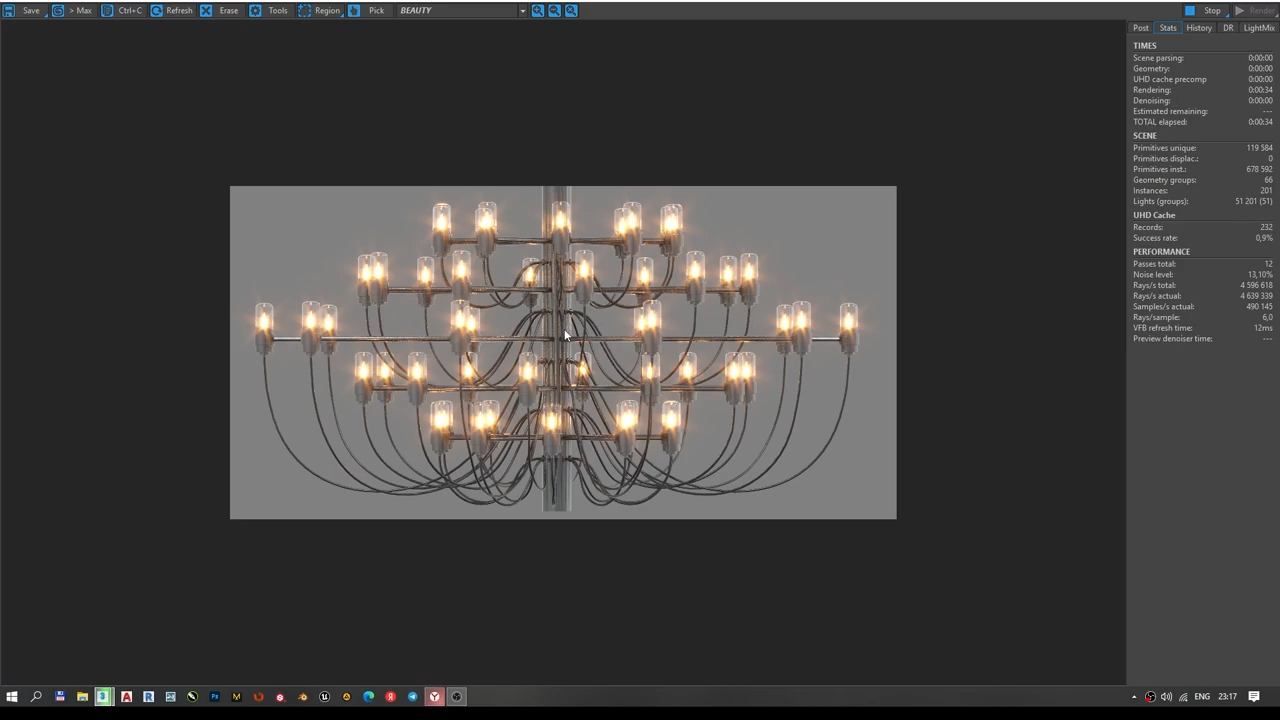 Save > Max Ctrl+C Refresh Erase Tools Region Pick BEAUTY Stop Render
Post Stats History DR LightMix
TIMES
Scene parsing: 0:00:00
Geometry: 0:00:00
UHD cache precomp 0:00:00
Rendering: 0:00:34
Denoising: 0:00:00
Estimated remaining: ---
TOTAL elapsed: 0:00:34
SCENE
Primitives unique: 119 584
Primitives displac.: 0
Primitives inst.: 678 592
Geometry groups: 66
Instances: 201
Lights (groups): 51 201 (51)
UHD Cache
Records: 232
Success rate: 0,9%
PERFORMANCE
Passes total: 12
Noise level: 13,10%
Rays/s total: 4 596 618
Rays/s actual: 4 639 339
Samples/s actual: 490 145
Rays/sample: 6,0
VFB refresh time: 12ms
Preview denoiser time: ---
ENG 23:17